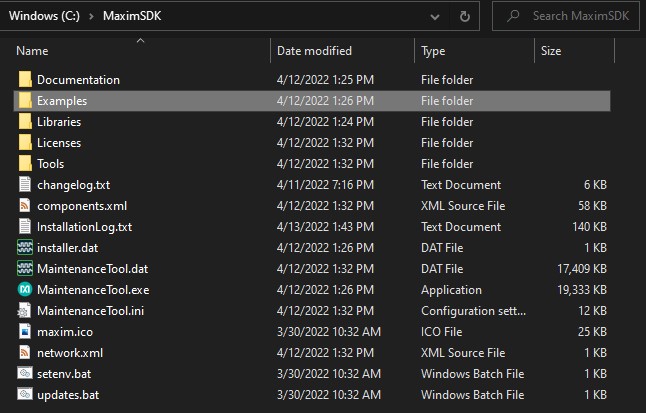 Windows (C:) > MaximSDK Search MaximSDK
Name Date modified Type Size
Documentation 4/12/2022 1:25 PM File folder
Examples 4/12/2022 1:26 PM File folder
Libraries 4/12/2022 1:24 PM File folder
Licenses 4/12/2022 1:32 PM File folder
Tools 4/12/2022 1:32 PM File folder
changelog.txt 4/11/2022 7:16 PM Text Document 6 KB
components.xml 4/12/2022 1:32 PM XML Source File 58 KB
InstallationLog.txt 4/13/2022 1:43 PM Text Document 140 KB
installer.dat 4/12/2022 1:26 PM DAT File 1 KB
MaintenanceTool.dat 4/12/2022 1:32 PM DAT File 17,409 KB
MaintenanceTool.exe 4/12/2022 1:26 PM Application 19,333 KB
MaintenanceTool.ini 4/12/2022 1:32 PM Configuration sett... 12 KB
maxim.ico 3/30/2022 10:32 AM ICO File 25 KB
network.xml 4/12/2022 1:32 PM XML Source File 1 KB
setenv.bat 3/30/2022 10:32 AM Windows Batch File 1 KB
updates.bat 3/30/2022 10:32 AM Windows Batch File 1 KB